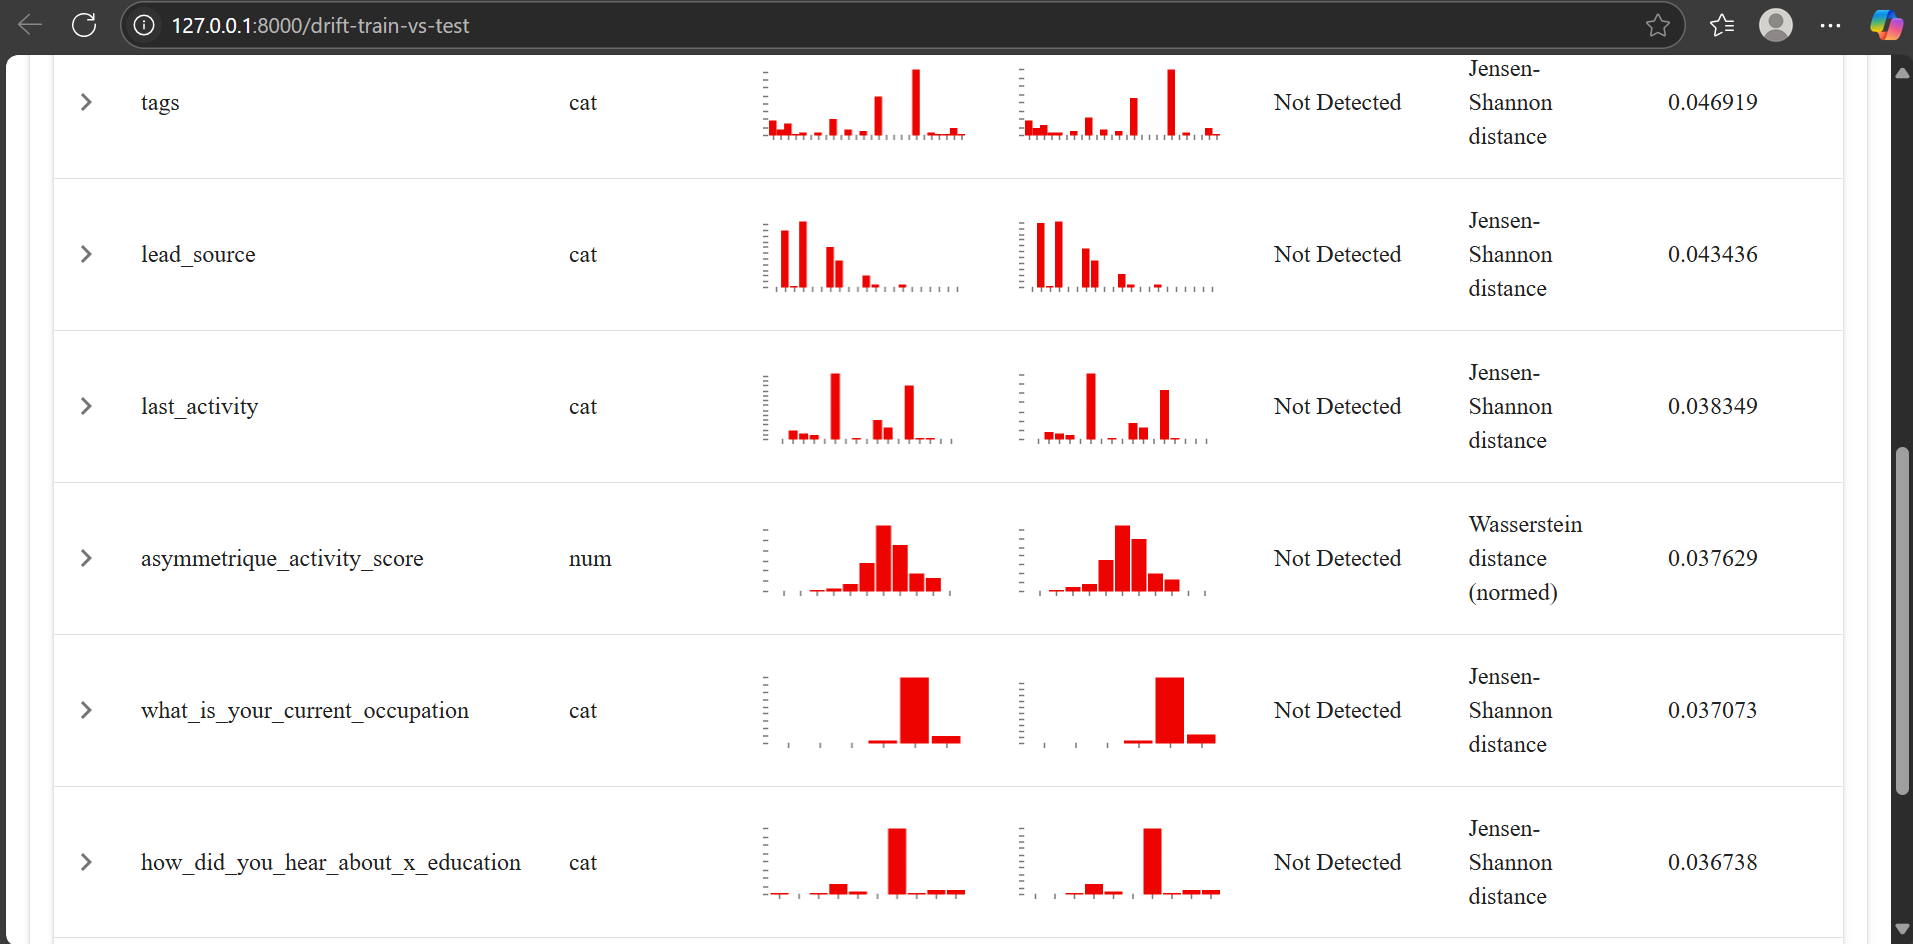 127.0.0.1:8000/drift-train-vs-test
tags cat Not Detected Jensen-
Shannon
distance 0.046919
lead_source cat Not Detected Jensen-
Shannon
distance 0.043436
last_activity cat Not Detected Jensen-
Shannon
distance 0.038349
asymmetrique_activity_score num Not Detected Wasserstein
distance
(normed) 0.037629
what_is_your_current_occupation cat Not Detected Jensen-
Shannon
distance 0.037073
how_did_you_hear_about_x_education cat Not Detected Jensen-
Shannon
distance 0.036738